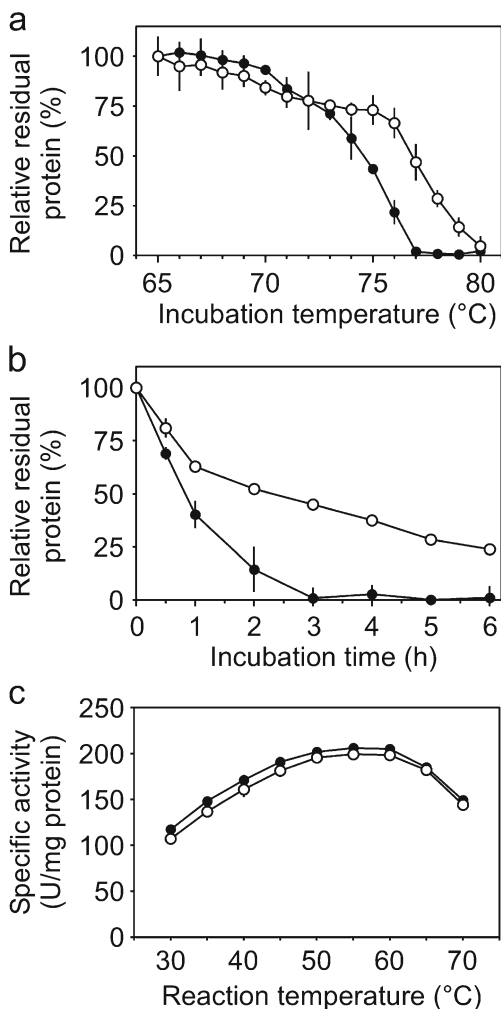 a
Relative residual
protein (%)
100
75
50
25
0
65 70 75 80
Incubation temperature (°C)
b
Relative residual
protein (%)
100
75
50
25
0
0 1 2 3 4 5 6
Incubation time (h)
c
Specific activity
(U/mg protein)
250
200
150
100
50
0
30 40 50 60 70
Reaction temperature (°C)